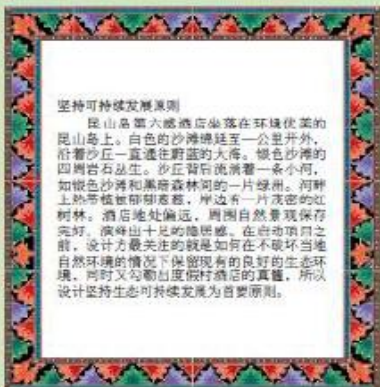 坚持可持续发展原则
昆山岛第六感酒店坐落在环境优美的
昆山岛上。白色的沙滩绵延至一公里开外,
沿着沙丘一直通往蔚蓝的大海。银色沙滩的
四周岩石丛生。沙丘背后流淌着一条小河,
如银色沙滩和黑暗森林间的一片绿洲。河畔
上热带植被郁郁葱葱,岸边有一片茂密的红
树林。酒店地处偏远,周围自然景观保存
完好,演绎出十足的隐居感。在启动项目之
前,设计方最关注的就是如何在不破坏当地
自然环境的情况下保留现有的良好的生态环
境,同时又勾勒出度假村酒店的真髓,所以
设计坚持生态可持续发展为首要原则。